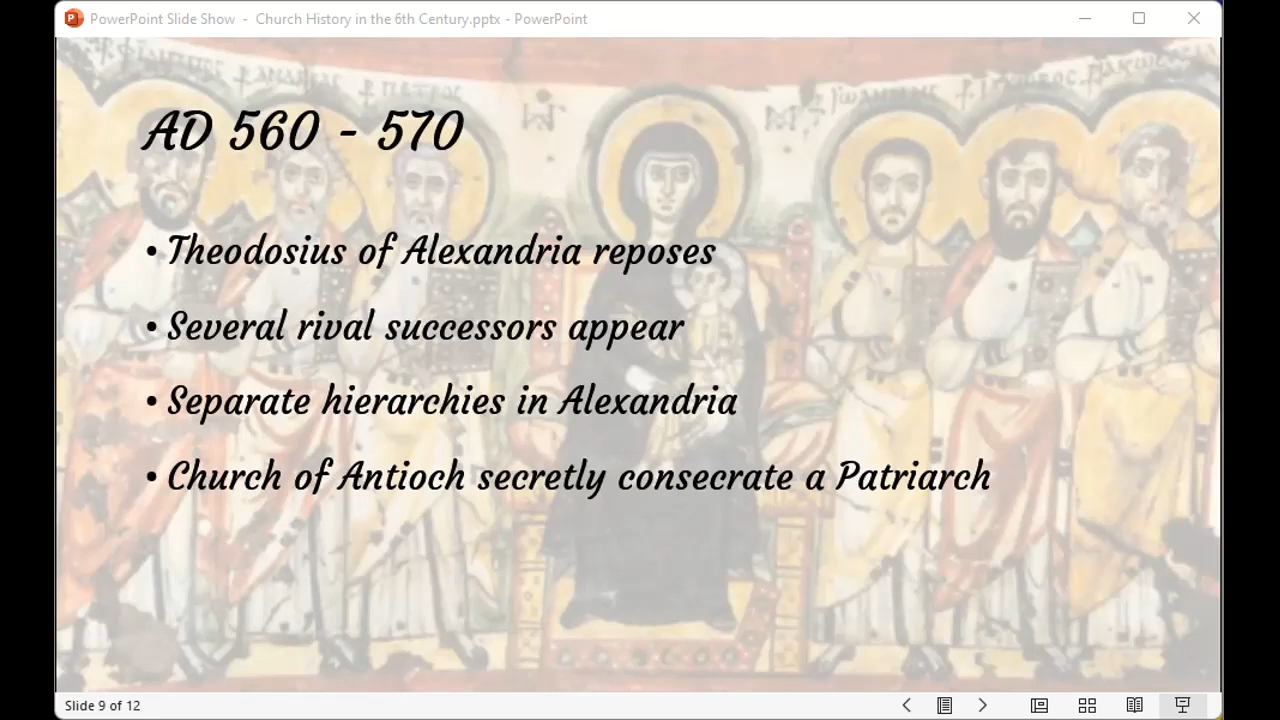 PowerPoint Slide Show - Church History in the 6th Century.pptx - PowerPoint
AD 560 - 570
• Theodosius of Alexandria reposes
• Several rival successors appear
• Separate hierarchies in Alexandria
• Church of Antioch secretly consecrate a Patriarch
Slide 9 of 12